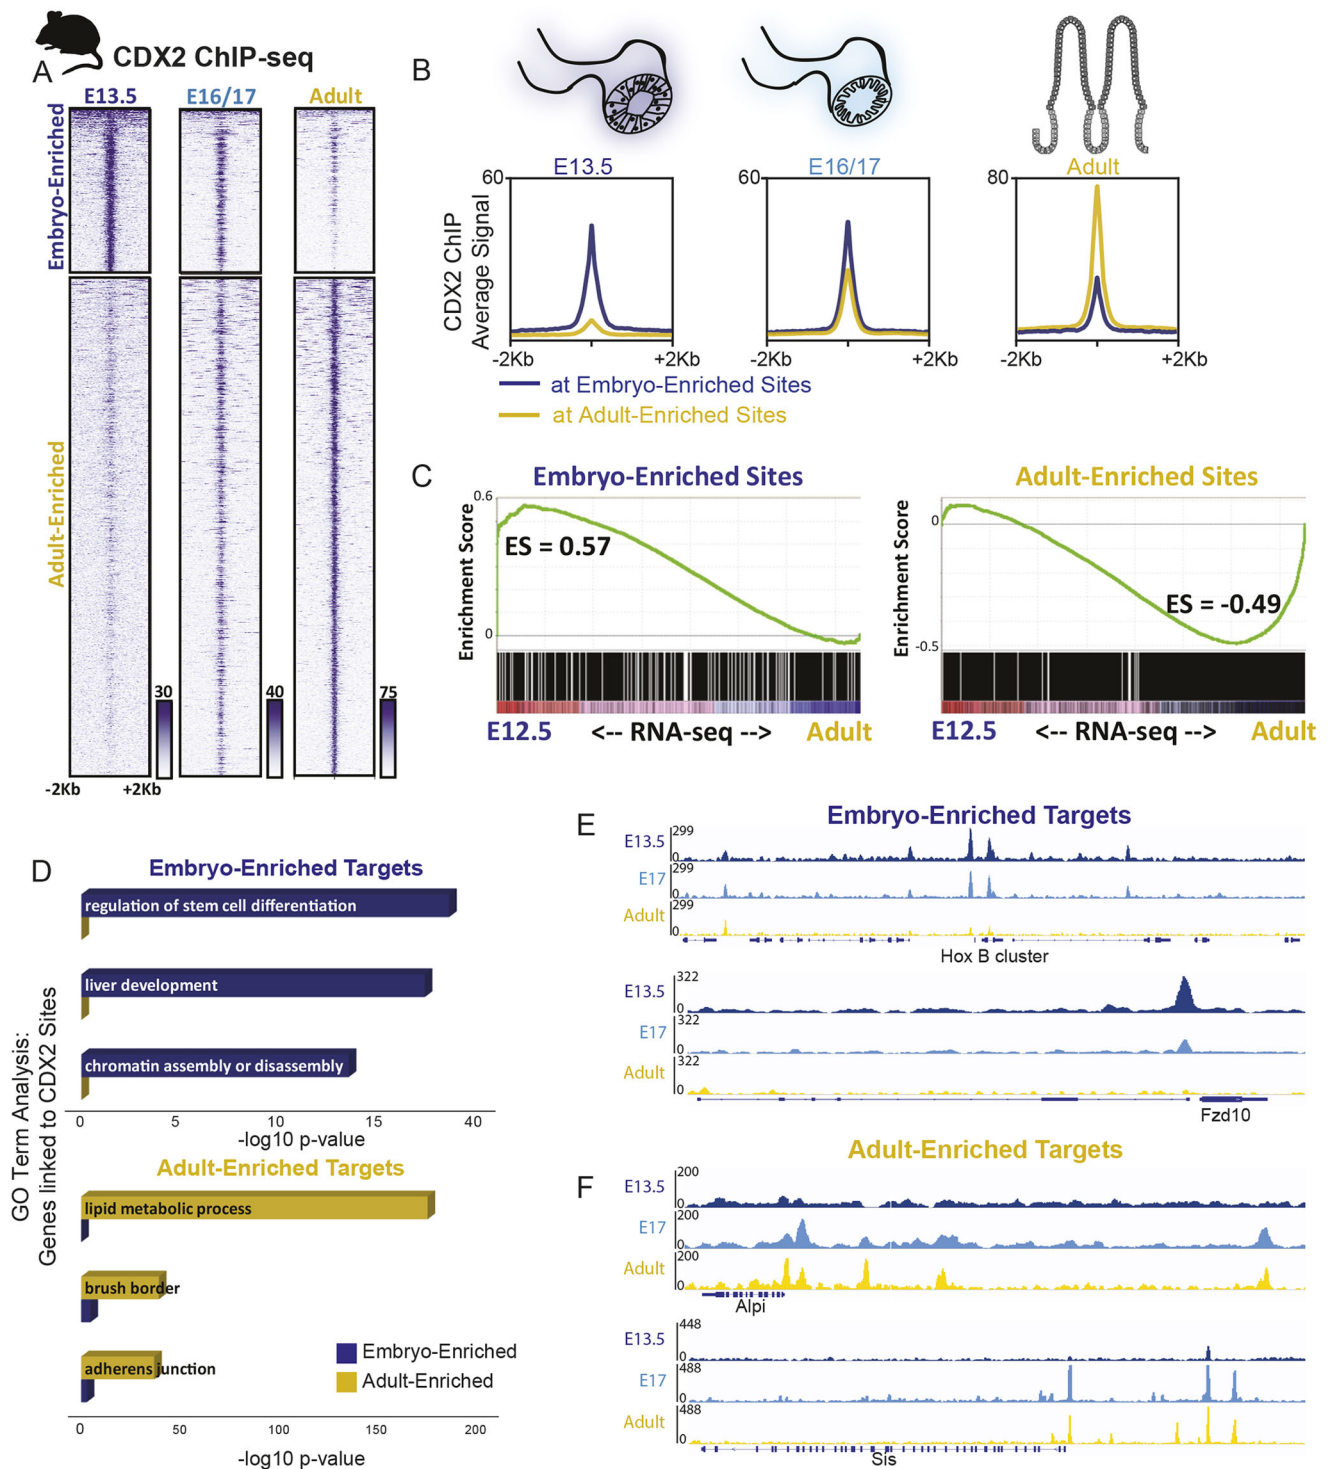 CDX2 ChIP-seq
A
E13.5
E16/17
Adult
Embryo-Enriched
Adult-Enriched
30
40
75
-2Kb
+2Kb
B
E13.5
E16/17
Adult
60
60
80
CDX2 ChIP
Average Signal
-2Kb
+2Kb
-2Kb
+2Kb
-2Kb
+2Kb
at Embryo-Enriched Sites
at Adult-Enriched Sites
C
Embryo-Enriched Sites
0.6
ES = 0.57
0
Enrichment Score
E12.5
<-- RNA-seq -->
Adult
Adult-Enriched Sites
0
ES = -0.49
-0.5
Enrichment Score
E12.5
<-- RNA-seq -->
Adult
D
GO Term Analysis:
Genes linked to CDX2 Sites
Embryo-Enriched Targets
regulation of stem cell differentiation
liver development
chromatin assembly or disassembly
0 5 10 15 40
-log10 p-value
Adult-Enriched Targets
lipid metabolic process
brush border
adherens junction
Embryo-Enriched
Adult-Enriched
0 50 100 150 200
-log10 p-value
E
Embryo-Enriched Targets
E13.5
299
0
E17
299
0
Adult
299
0
Hox B cluster
E13.5
322
0
E17
322
0
Adult
322
0
Fzd10
F
Adult-Enriched Targets
E13.5
200
0
E17
200
0
Adult
200
0
Alpi
E13.5
448
0
E17
488
0
Adult
488
0
Sis